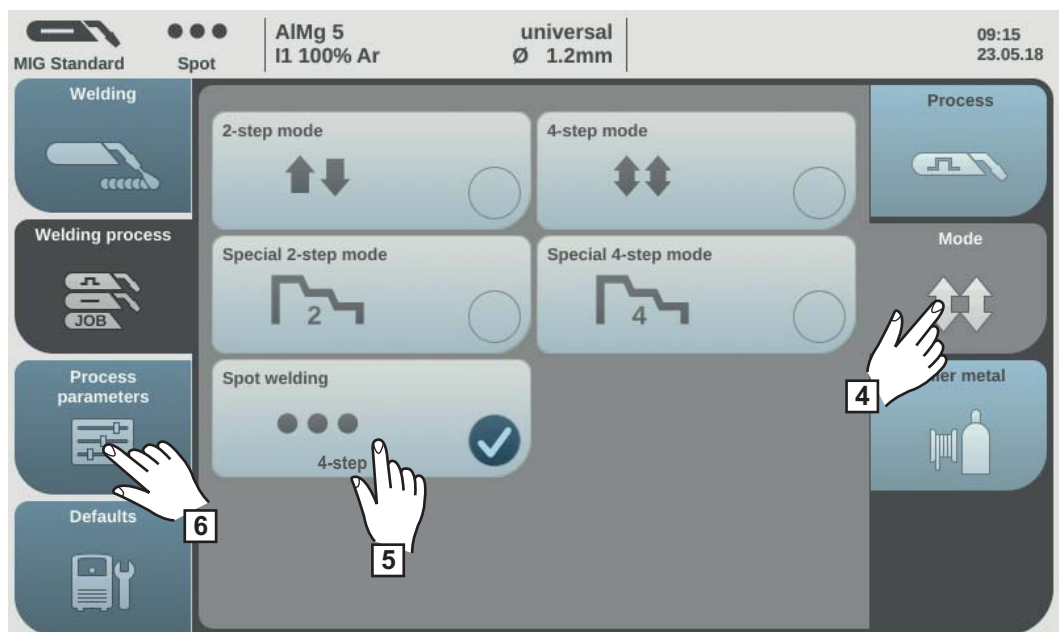 MIG Standard
Spot
AlMg 5
I1 100% Ar
universal
Ø 1.2mm
09:15
23.05.18
Welding
Welding process
JOB
Process
parameters
Defaults
2-step mode
4-step mode
Special 2-step mode
2
Special 4-step mode
4
Spot welding
4-step
Process
Mode
metal
4
5
6